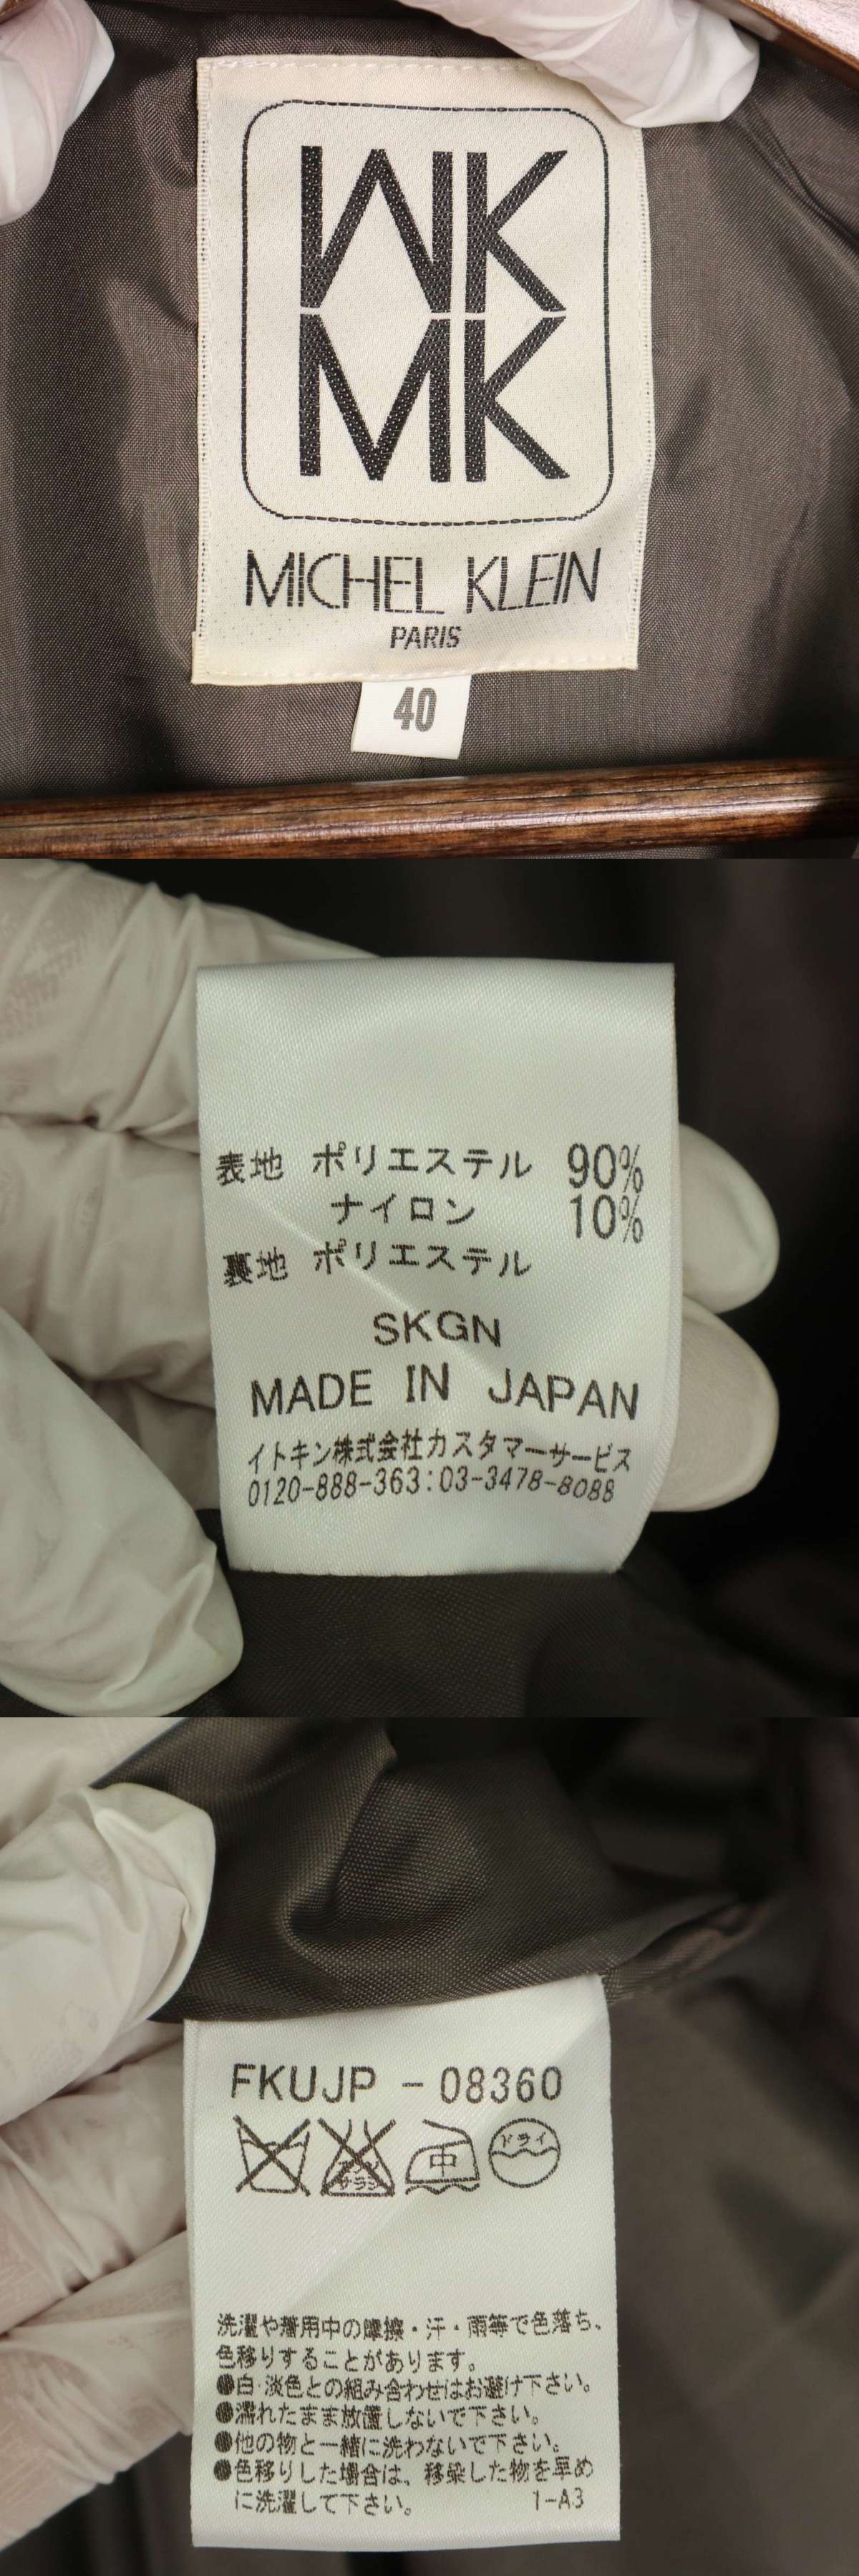 MK
MK
MICHEL KLEIN
PARIS
40
表地 ポリエステル 90%
ナイロン 10%
裏地 ポリエステル
SKGN
MADE IN JAPAN
イトキン株式会社カスタマーサービス
0120-888-363:03-3478-8088
FKUJP -08360
エンソ
サラシ
中
ドライ
洗濯や着用中の摩擦・汗・雨等で色落ち、
色移りすることがあります。
●白・淡色との組み合わせはお避け下さい。
●濡れたまま放置しないで下さい。
●他の物と一緒に洗わないで下さい。
●色移りした場合は、移染した物を早め
に洗濯して下さい。 1-A3